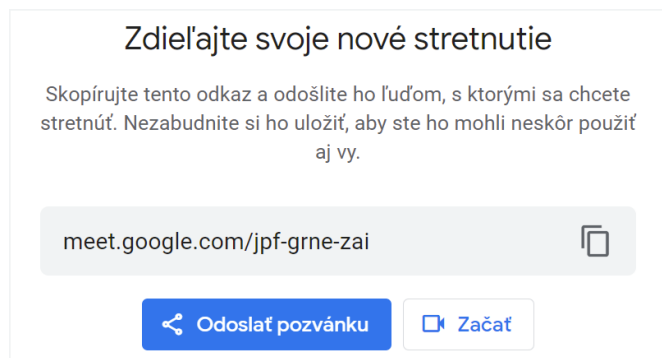 Zdieľajte svoje nové stretnutie
Skopírujte tento odkaz a odošlite ho ľuďom, s ktorými sa chcete
stretnúť. Nezabudnite si ho uložiť, aby ste ho mohli neskôr použiť
aj vy.
meet.google.com/jpf-grne-zai
Odoslať pozvánku
Začať